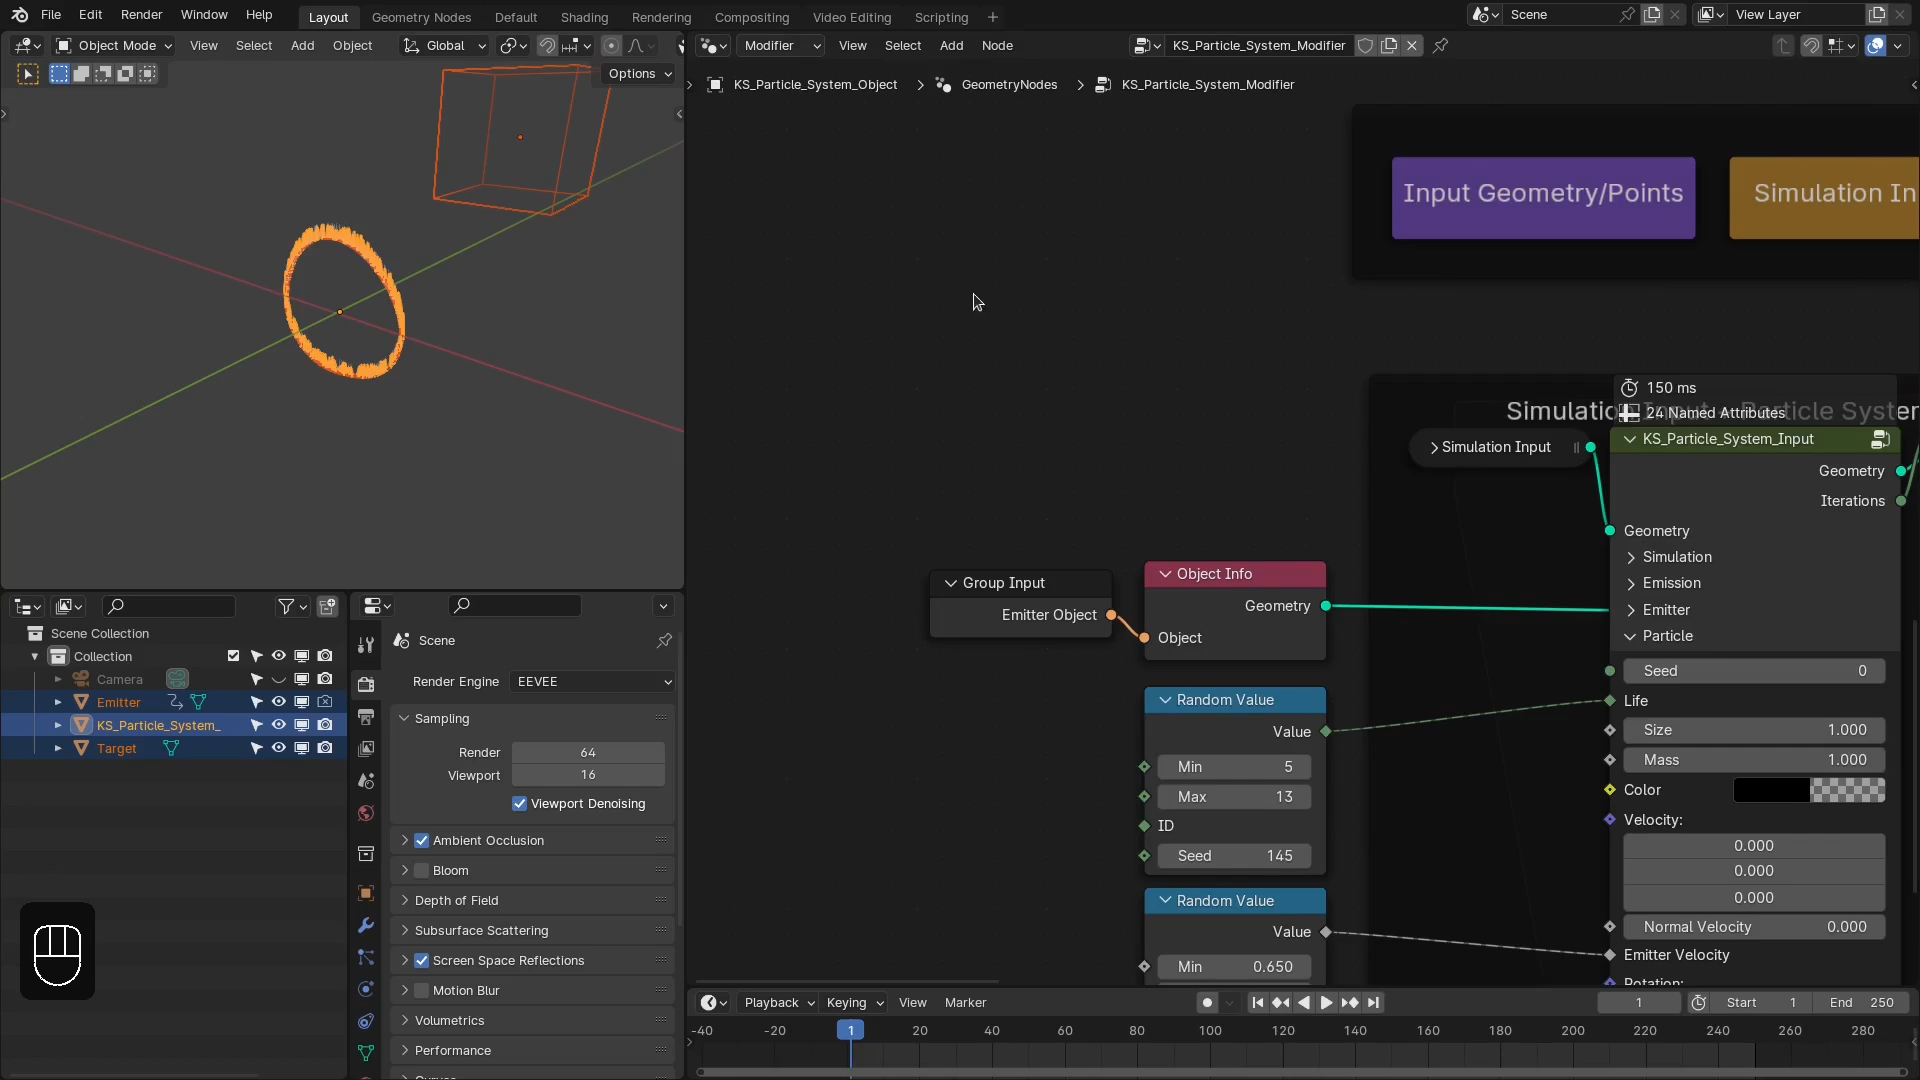 File Edit Render Window Help Layout Geometry Nodes Default Shading Rendering Compositing Video Editing Scripting + Scene View Layer
Object Mode View Select Add Object Global Modifier View Select Add Node KS_Particle_System_Modifier
Options
KS_Particle_System_Object > GeometryNodes > KS_Particle_System_Modifier
Input Geometry/Points
Simulation In
150 ms
24 Named Attributes
Simulation Input
KS_Particle_System_Input
Geometry
Iterations
Geometry
Simulation
Emission
Emitter
Particle
Seed 0
Life
Size 1.000
Mass 1.000
Color
Velocity:
0.000
0.000
0.000
Normal Velocity 0.000
Emitter Velocity
Group Input
Emitter Object
Object Info
Geometry
Object
Random Value
Value
Min 5
Max 13
ID
Seed 145
Random Value
Value
Min 0.650
Scene Collection
Collection
Camera
Emitter
KS_Particle_System_
Target
Scene
Render Engine EEVEE
Sampling
Render 64
Viewport 16
Viewport Denoising
Ambient Occlusion
Bloom
Depth of Field
Subsurface Scattering
Screen Space Reflections
Motion Blur
Volumetrics
Performance
Playback Keying View Marker 1 Start 1 End 250
-40 -20 1 20 40 60 80 100 120 140 160 180 200 220 240 260 280